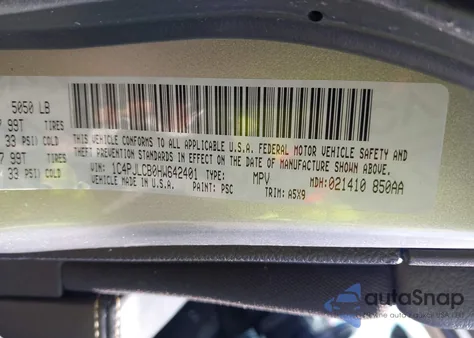 5050 LB
99T TIRES
33 PSI/ COLD
99T TIRES
33 PSI/ COLD
THIS VEHICLE CONFORMS TO ALL APPLICABLE U.S.A. FEDERAL MOTOR VEHICLE SAFETY AND
THEFT PREVENTION STANDARDS IN EFFECT ON THE DATE OF MANUFACTURE SHOWN ABOVE.
VIN: 1C4PJLCB0HW642401 TYPE: MPV MDH: 021410 850AA
VEHICLE MADE IN U.S.A. PAINT: PSC TRIM: A5X9
autoSnap